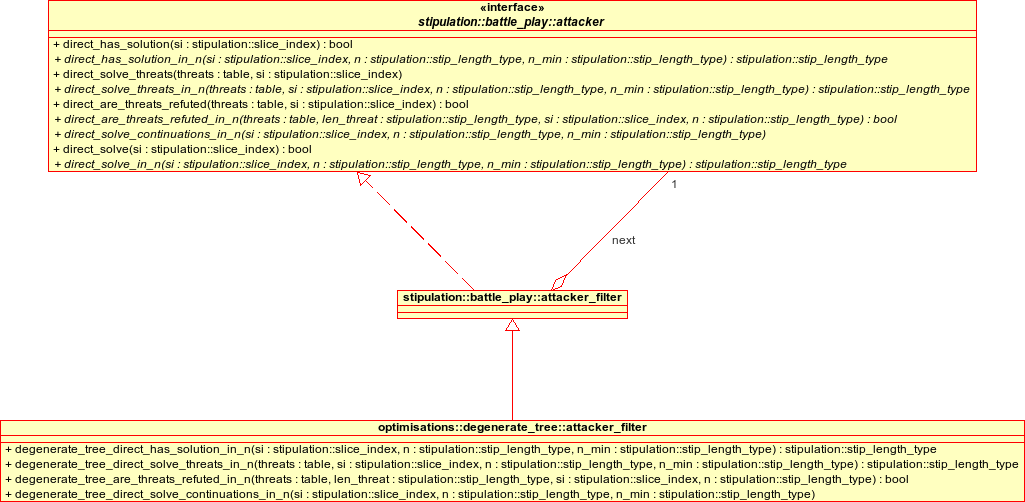 «interface»
stipulation::battle_play::attacker
+ direct_has_solution(si : stipulation::slice_index) : bool
+ direct_has_solution_in_n(si : stipulation::slice_index, n : stipulation::stip_length_type, n_min : stipulation::stip_length_type) : stipulation::stip_length_type
+ direct_solve_threats(threats : table, si : stipulation::slice_index)
+ direct_solve_threats_in_n(threats : table, si : stipulation::slice_index, n : stipulation::stip_length_type, n_min : stipulation::stip_length_type) : stipulation::stip_length_type
+ direct_are_threats_refuted(threats : table, si : stipulation::slice_index) : bool
+ direct_are_threats_refuted_in_n(threats : table, len_threat : stipulation::stip_length_type, si : stipulation::slice_index, n : stipulation::stip_length_type) : bool
+ direct_solve_continuations_in_n(si : stipulation::slice_index, n : stipulation::stip_length_type, n_min : stipulation::stip_length_type)
+ direct_solve(si : stipulation::slice_index) : bool
+ direct_solve_in_n(si : stipulation::slice_index, n : stipulation::stip_length_type, n_min : stipulation::stip_length_type) : stipulation::stip_length_type
1
next
stipulation::battle_play::attacker_filter
optimisations::degenerate_tree::attacker_filter
+ degenerate_tree_direct_has_solution_in_n(si : stipulation::slice_index, n : stipulation::stip_length_type, n_min : stipulation::stip_length_type) : stipulation::stip_length_type
+ degenerate_tree_direct_solve_threats_in_n(threats : table, si : stipulation::slice_index, n : stipulation::stip_length_type, n_min : stipulation::stip_length_type) : stipulation::stip_length_type
+ degenerate_tree_are_threats_refuted_in_n(threats : table, len_threat : stipulation::stip_length_type, si : stipulation::slice_index, n : stipulation::stip_length_type) : bool
+ degenerate_tree_direct_solve_continuations_in_n(si : stipulation::slice_index, n : stipulation::stip_length_type, n_min : stipulation::stip_length_type)